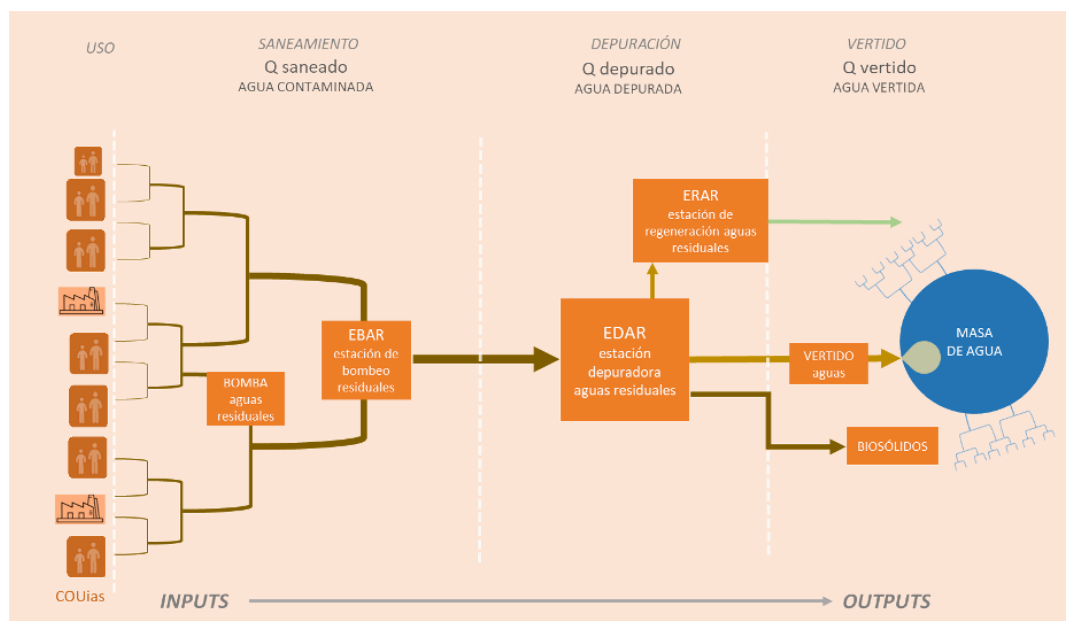 USO
SANEAMIENTO
Q saneado
AGUA CONTAMINADA
DEPURACIÓN
Q depurado
AGUA DEPURADA
VERTIDO
Q vertido
AGUA VERTIDA
ERAR
estación de
regeneración aguas
residuales
EBAR
estación de
bombeo
residuales
BOMBA
aguas
residuales
EDAR
estación
depuradora
aguas residuales
VERTIDO
aguas
MASA
DE AGUA
BIOSÓLIDOS
COUias
INPUTS
OUTPUTS